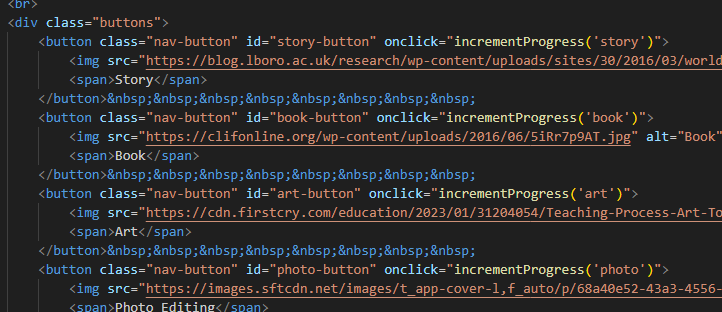 <br>
<div class="buttons">
<button class="nav-button" id="story-button" onclick="incrementProgress('story')">
<img src="https://blog.lboro.ac.uk/research/wp-content/uploads/sites/30/2016/03/world
<span>Story</span>
</button>&nbsp;&nbsp;&nbsp;&nbsp;&nbsp;&nbsp;&nbsp;&nbsp;
<button class="nav-button" id="book-button" onclick="incrementProgress('book')">
<img src="https://clifonline.org/wp-content/uploads/2016/06/5iRr7p9AT.jpg" alt="Book"
<span>Book</span>
</button>&nbsp;&nbsp;&nbsp;&nbsp;&nbsp;&nbsp;&nbsp;&nbsp;
<button class="nav-button" id="art-button" onclick="incrementProgress('art')">
<img src="https://cdn.firstcry.com/education/2023/01/31204054/Teaching-Process-Art-To
<span>Art</span>
</button>&nbsp;&nbsp;&nbsp;&nbsp;&nbsp;&nbsp;&nbsp;&nbsp;
<button class="nav-button" id="photo-button" onclick="incrementProgress('photo')">
<img src="https://images.sftcdn.net/images/t_app-cover-l,f_auto/p/68a40e52-43a3-4556-
<span>Photo Editing</span>